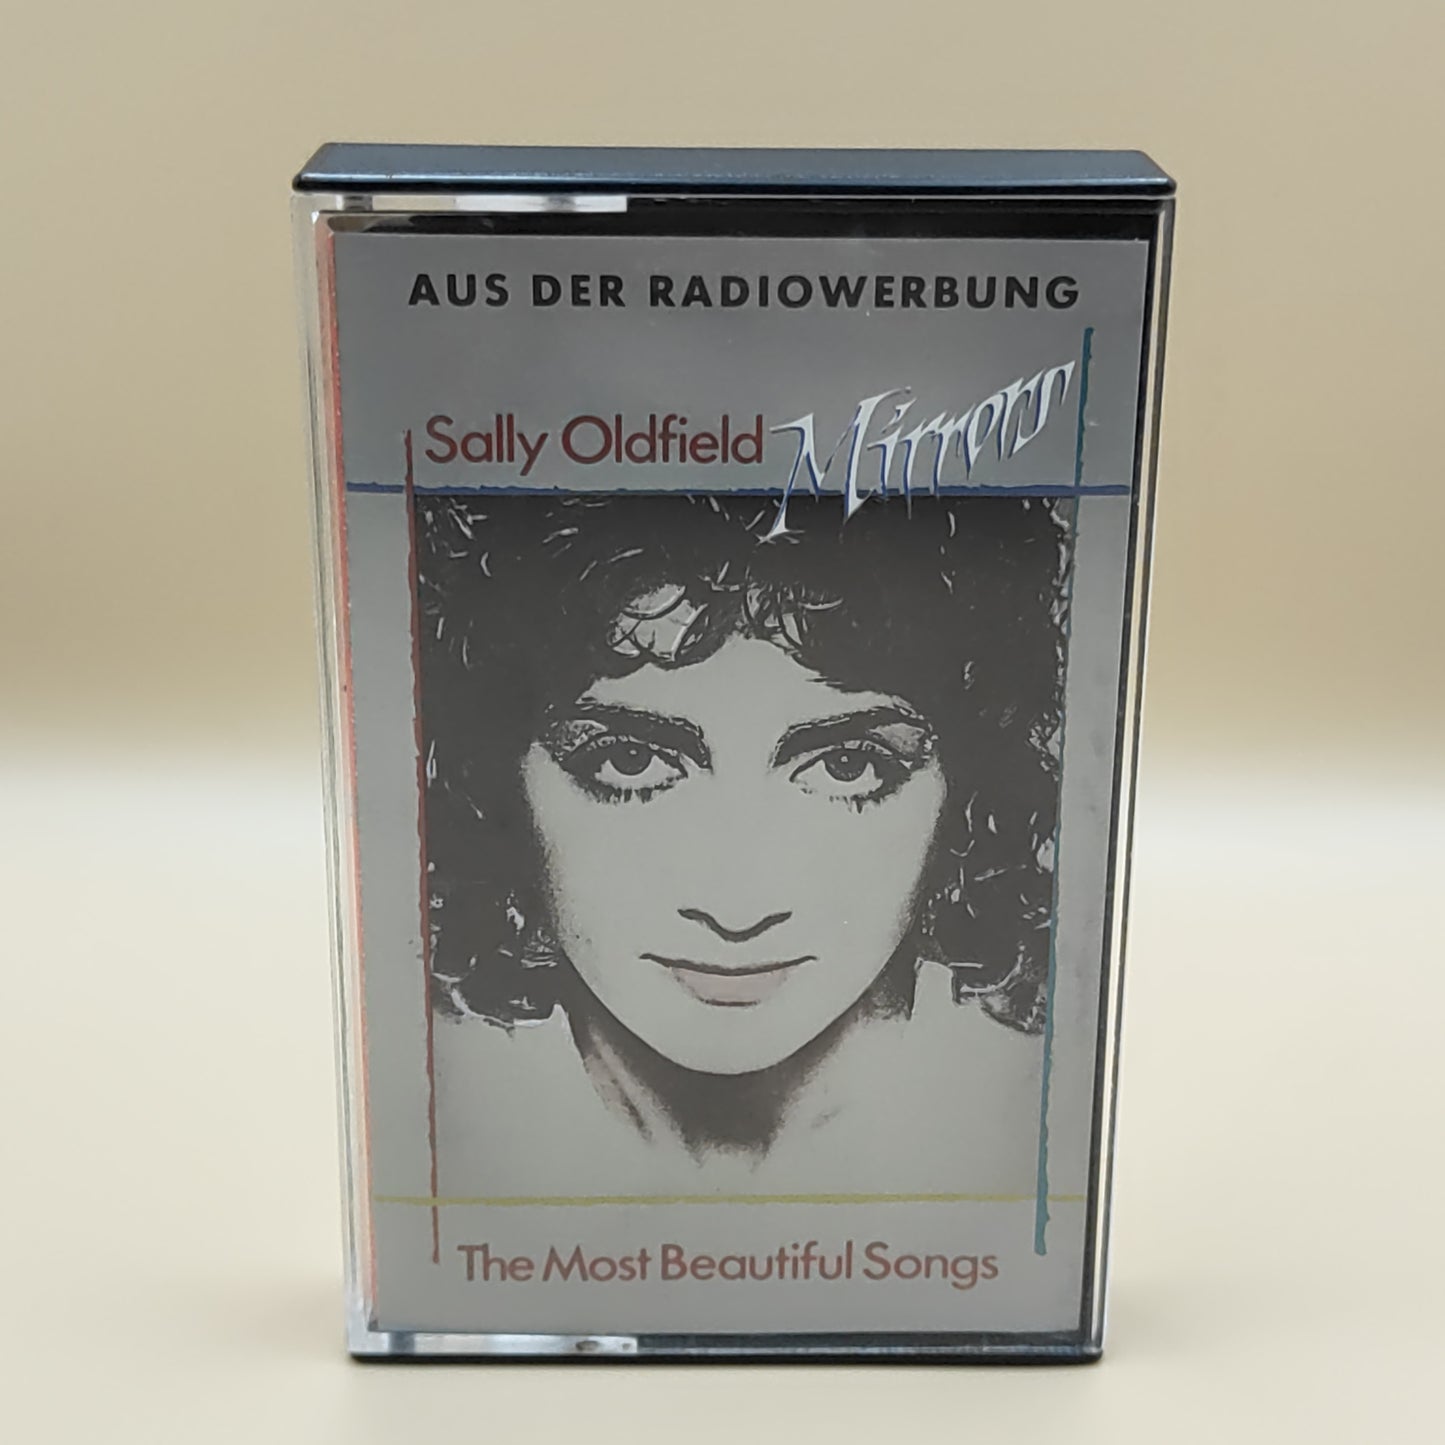 AUS DER RADIOWERBUNG
Sally Oldfield Mirrors
The Most Beautiful Songs